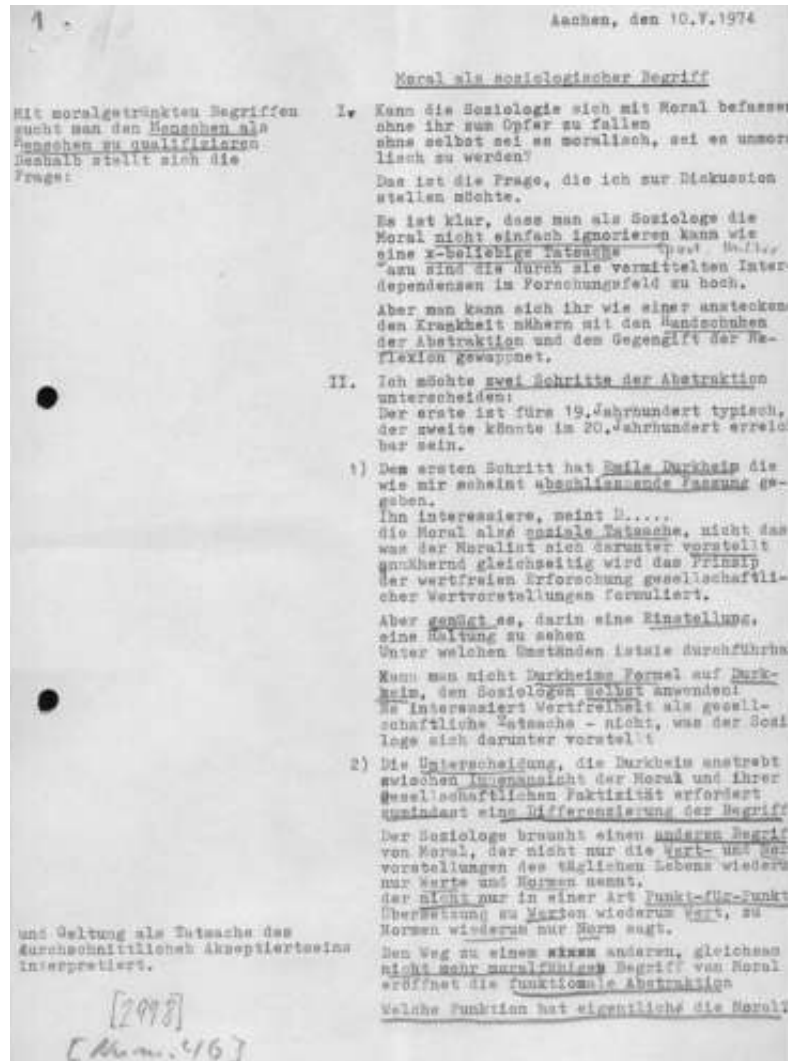 1.
Aachen, den 10.V.1974
Moral als soziologischer Begriff
Mit moralgetränkten Begriffen
sucht man den Menschen als
Menschen zu qualifizieren
Deshalb stellt sich die
Frage:
I. Kann die Soziologie sich mit Moral befassen
ohne ihr zum Opfer zu fallen
ohne selbst sei es moralisch, sei es unmora
lisch zu werden?
Das ist die Frage, die ich zur Diskussion
stellen möchte.
Es ist klar, dass man als Soziologe die
Moral nicht einfach ignorieren kann wie
eine x-beliebige Tatsache
Dazu sind die durch sie vermittelten Inter-
dependenzen im Forschungsfeld zu hoch.
Aber man kann sich ihr wie einer anstecken
den Krankheit nähern mit den Handschuhen
der Abstraktion und dem Gegengift der Re-
flexion gewappnet.
II. Ich möchte zwei Schritte der Abstraktion
unterscheiden:
Der erste ist fürs 19.Jahrhundert typisch,
der zweite könnte im 20.Jahrhundert erreich
bar sein.
1) Dem ersten Schritt hat Emile Durkheim die
wie mir scheint abschliessende Fassung ge-
geben.
Ihn interessiere, meint D.....
die Moral als soziale Tatsache, nicht das
was der Moralist sich darunter vorstellt
annähernd gleichzeitig wird das Prinzip
der wertfreien Erforschung gesellschaftli-
cher Wertvorstellungen formuliert.
Aber genügt es, darin eine Einstellung,
eine Haltung zu sehen
Unter welchen Umständen ist sie durchführba
Kann man nicht Durkheims Formel auf Durk-
heim, den Soziologen selbst anwenden!
Es interessiert Wertfreiheit als gesell-
schaftliche Tatsache - nicht, was der Sozi
loge sich darunter vorstellt
2) Die Unterscheidung, die Durkheim anstrebt
zwischen Innenansicht der Moral und ihrer
gesellschaftlichen Faktizität erfordert
zumindest eine Differenzierung der Begriff
Der Soziologe braucht einen anderen Begrif
von Moral, der nicht nur die Wert- und Nor
vorstellungen des täglichen Lebens wiederu
nur Werte und Normen nennt.
der nicht nur in einer Art Punkt-für-Punkt
Übersetzung zu Werten wiederum Wert, zu
Normen wiederum nur Norm sagt.
Den Weg zu einem anderen, gleichsam
nicht mehr moralfähigen Begriff von Moral
eröffnet die funktionale Abstraktion
Welche Funktion hat eigentlich die Moral?
und Geltung als Tatsache des
durchschnittlichen Akzeptiertseins
interpretiert.
[2998]